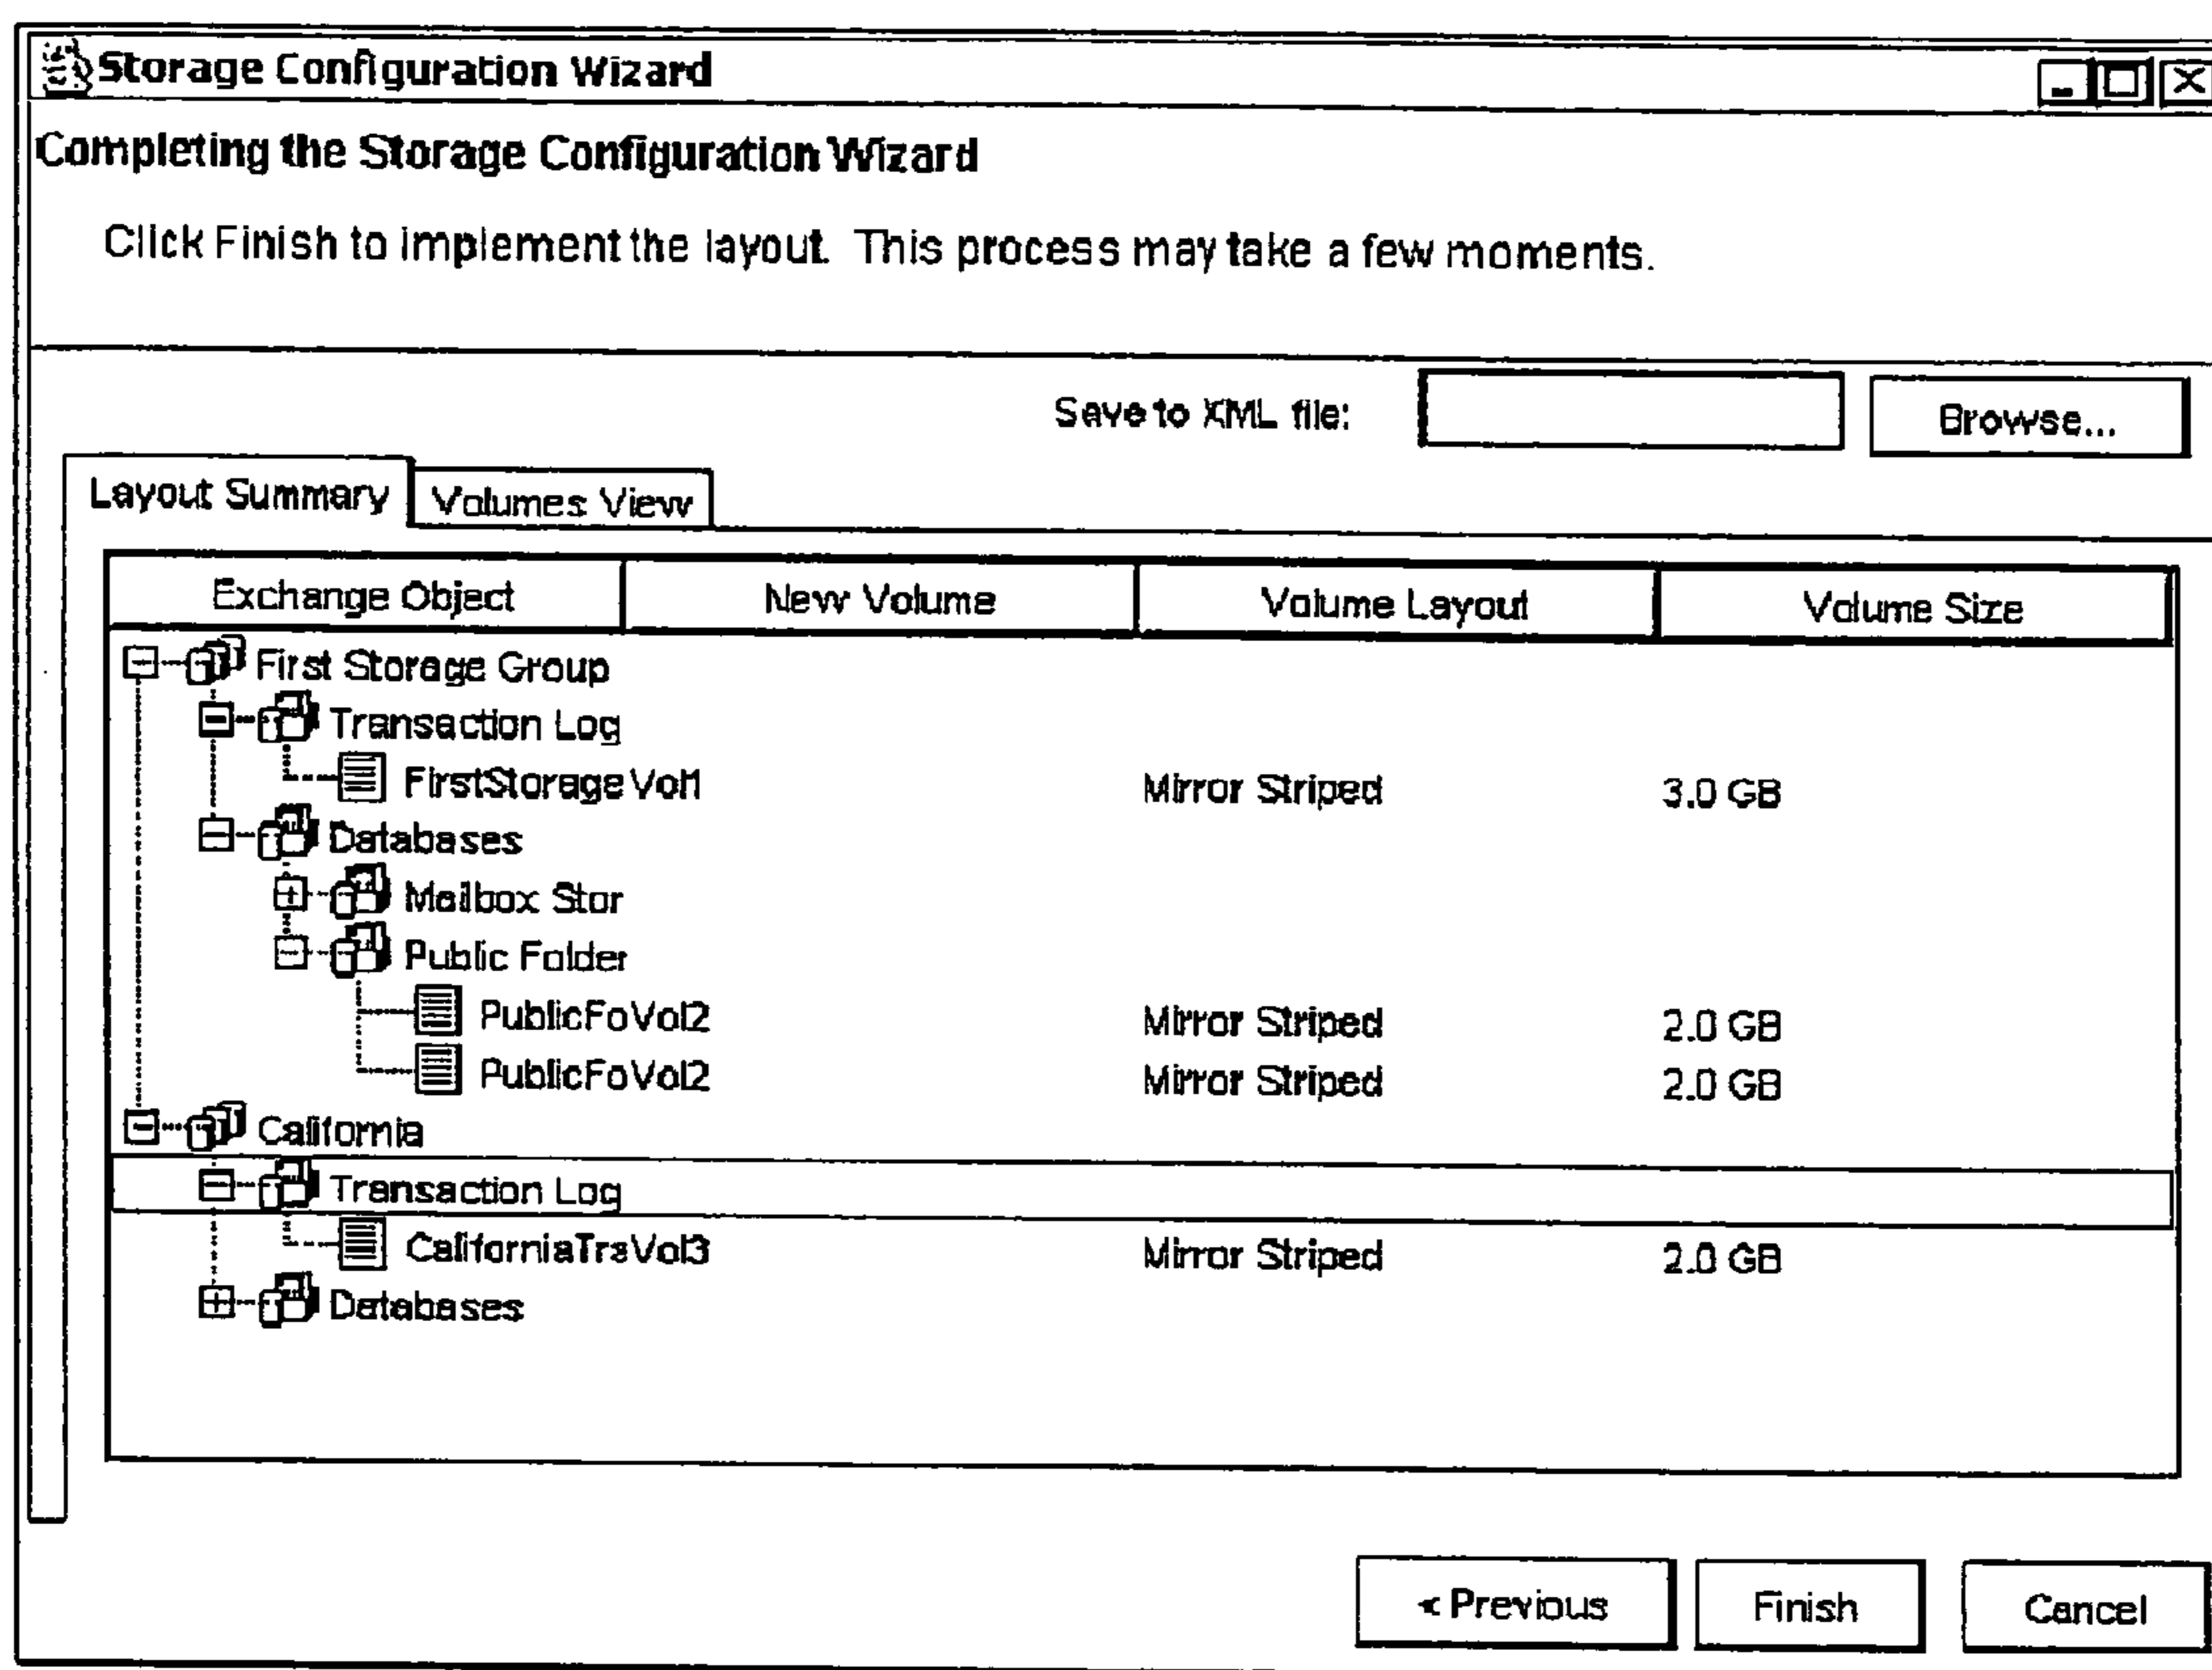 Storage Configuration Wizard
Completing the Storage Configuration Wizard
Click Finish to implement the layout. This process may take a few moments.
Save to XML file: Browse...
Layout Summary Volumes View
Exchange Object New Volume Volume Layout Volume Size
First Storage Group
Transaction Log
FirstStorageVol1 Mirror Striped 3.0 GB
Databases
Mailbox Stor
Public Folder
PublicFoVol2 Mirror Striped 2.0 GB
PublicFoVol2 Mirror Striped 2.0 GB
California
Transaction Log
CaliforniaTraVol3 Mirror Striped 2.0 GB
Databases
< Previous Finish Cancel